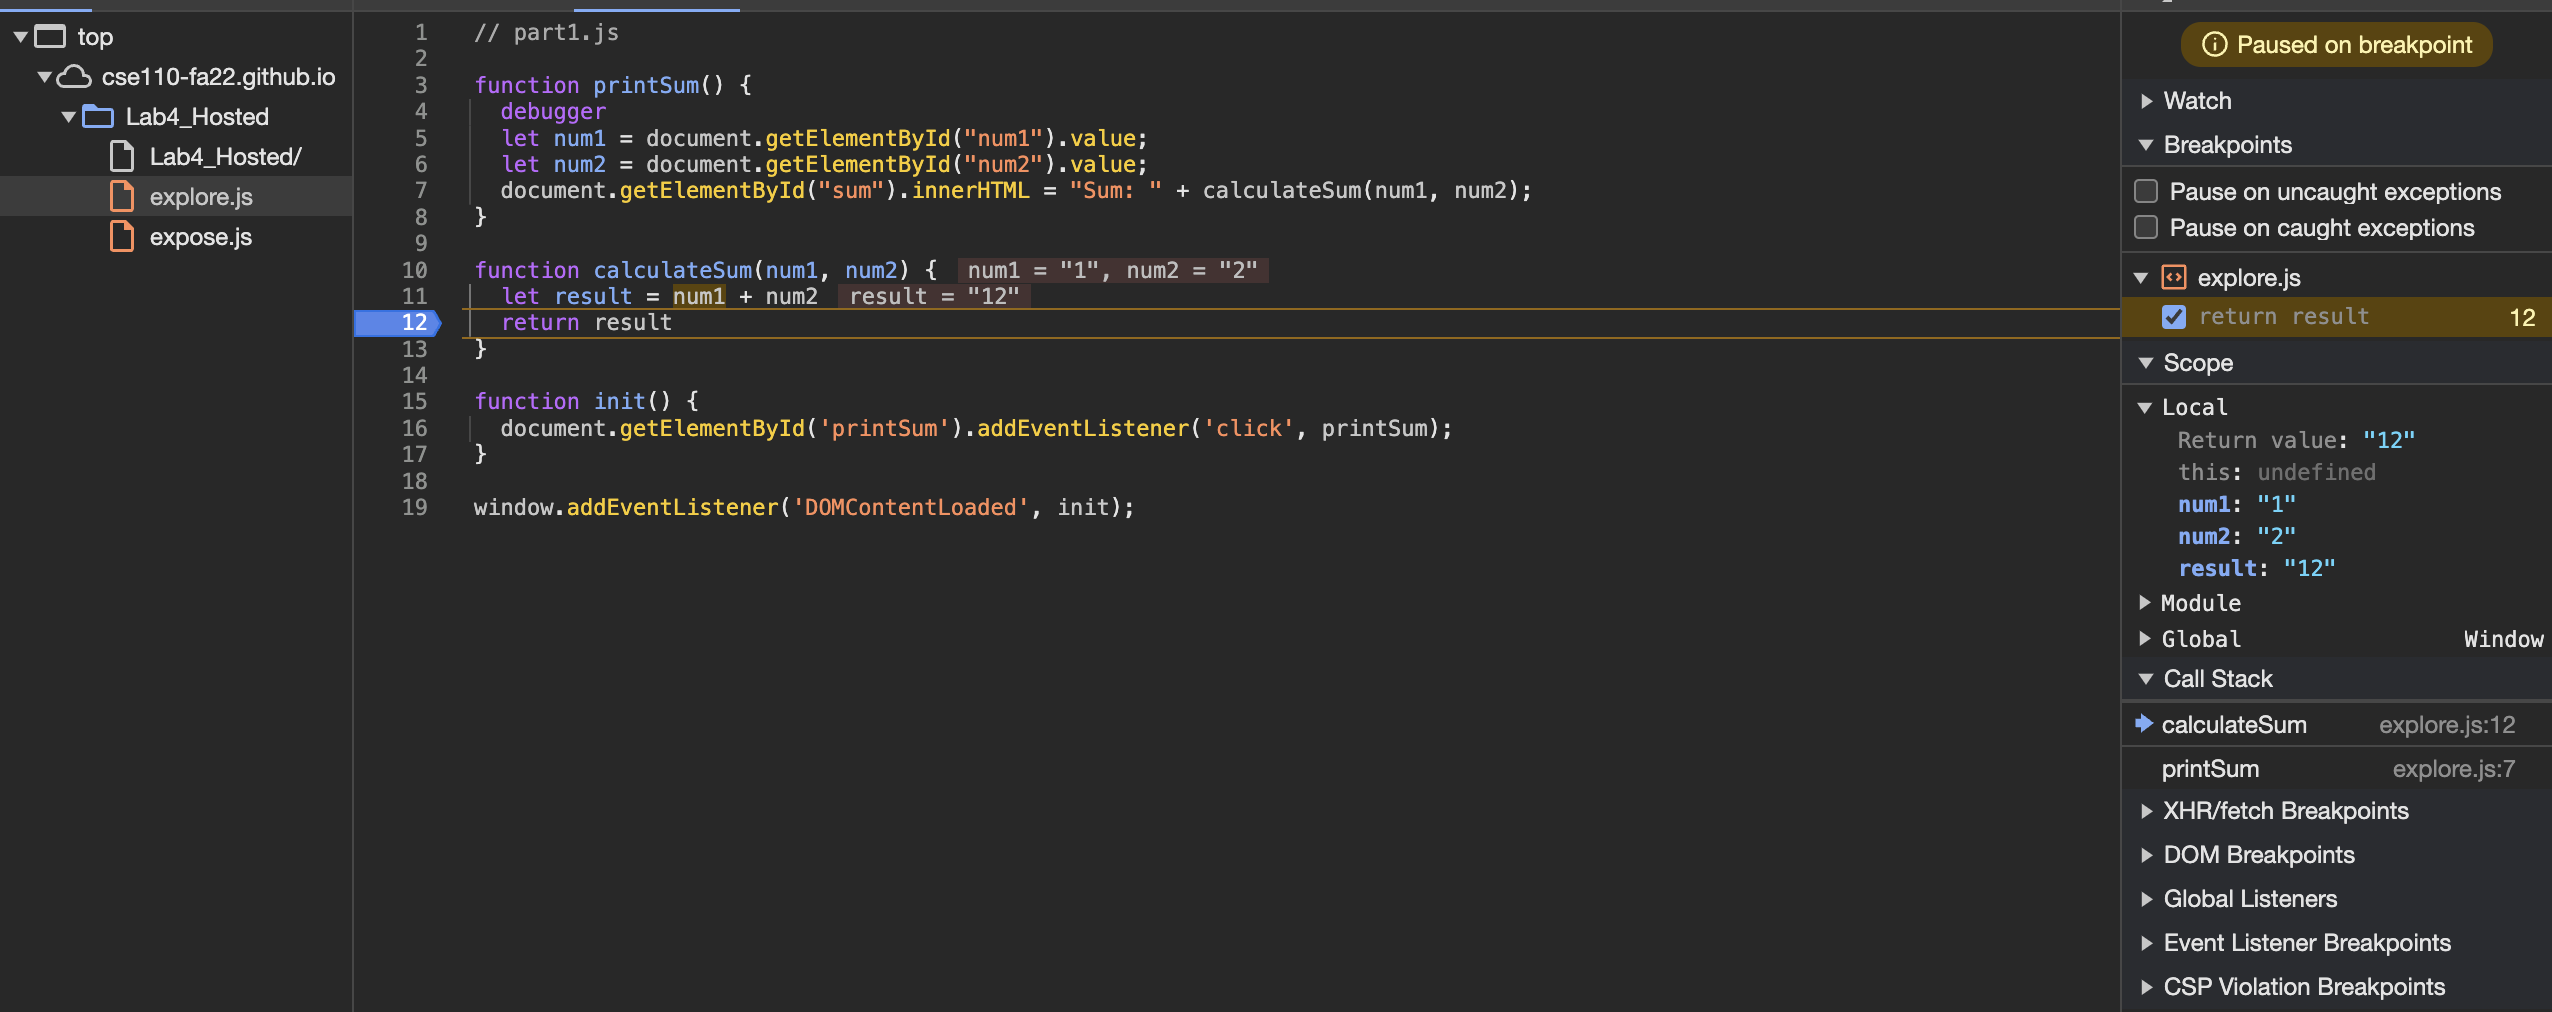 top
cse110-fa22.github.io
Lab4_Hosted
Lab4_Hosted/
explore.js
expose.js
1 // part1.js
2
3 function printSum() {
4 debugger
5 let num1 = document.getElementById("num1").value;
6 let num2 = document.getElementById("num2").value;
7 document.getElementById("sum").innerHTML = "Sum: " + calculateSum(num1, num2);
8 }
9
10 function calculateSum(num1, num2) { num1 = "1", num2 = "2"
11 let result = num1 + num2 result = "12"
12 return result
13 }
14
15 function init() {
16 document.getElementById('printSum').addEventListener('click', printSum);
17 }
18
19 window.addEventListener('DOMContentLoaded', init);
Paused on breakpoint
Watch
Breakpoints
Pause on uncaught exceptions
Pause on caught exceptions
explore.js
return result 12
Scope
Local
Return value: "12"
this: undefined
num1: "1"
num2: "2"
result: "12"
Module
Global Window
Call Stack
calculateSum explore.js:12
printSum explore.js:7
XHR/fetch Breakpoints
DOM Breakpoints
Global Listeners
Event Listener Breakpoints
CSP Violation Breakpoints